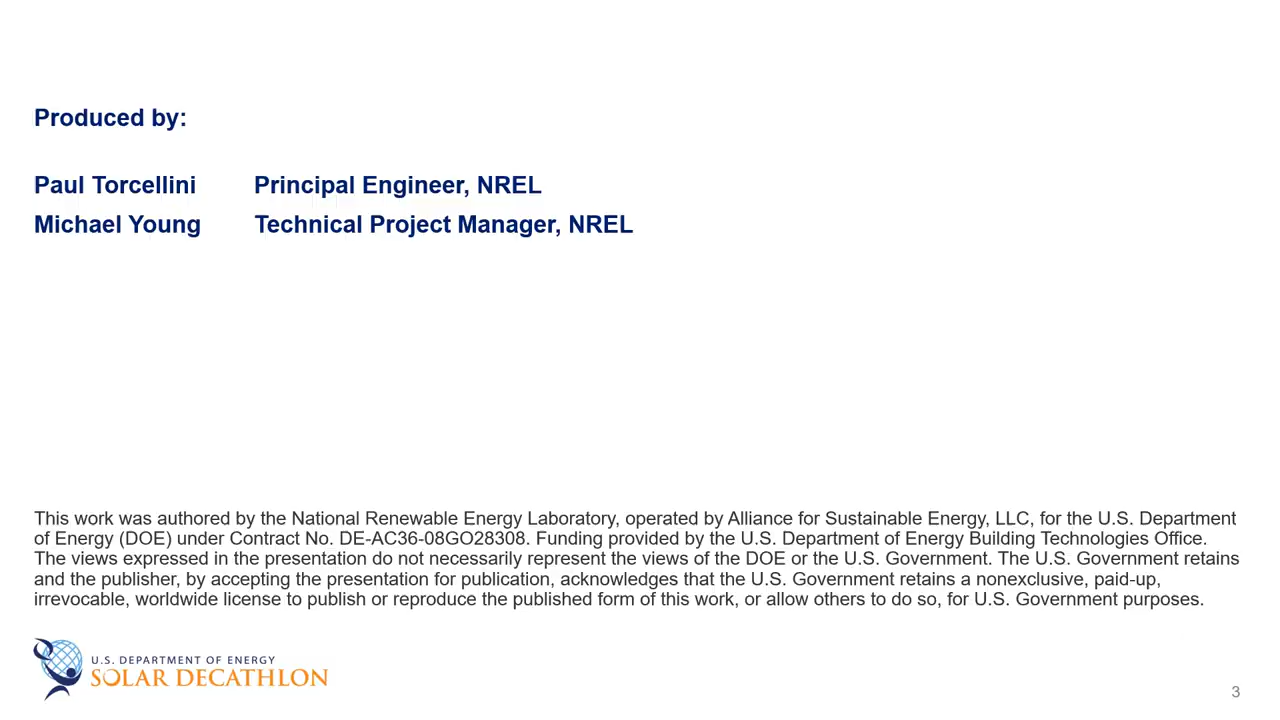 Produced by:
Paul Torcellini Principal Engineer, NREL
Michael Young Technical Project Manager, NREL
This work was authored by the National Renewable Energy Laboratory, operated by Alliance for Sustainable Energy, LLC, for the U.S. Department
of Energy (DOE) under Contract No. DE-AC36-08GO28308. Funding provided by the U.S. Department of Energy Building Technologies Office.
The views expressed in the presentation do not necessarily represent the views of the DOE or the U.S. Government. The U.S. Government retains
and the publisher, by accepting the presentation for publication, acknowledges that the U.S. Government retains a nonexclusive, paid-up,
irrevocable, worldwide license to publish or reproduce the published form of this work, or allow others to do so, for U.S. Government purposes.
U.S. DEPARTMENT OF ENERGY
SOLAR DECATHLON
3